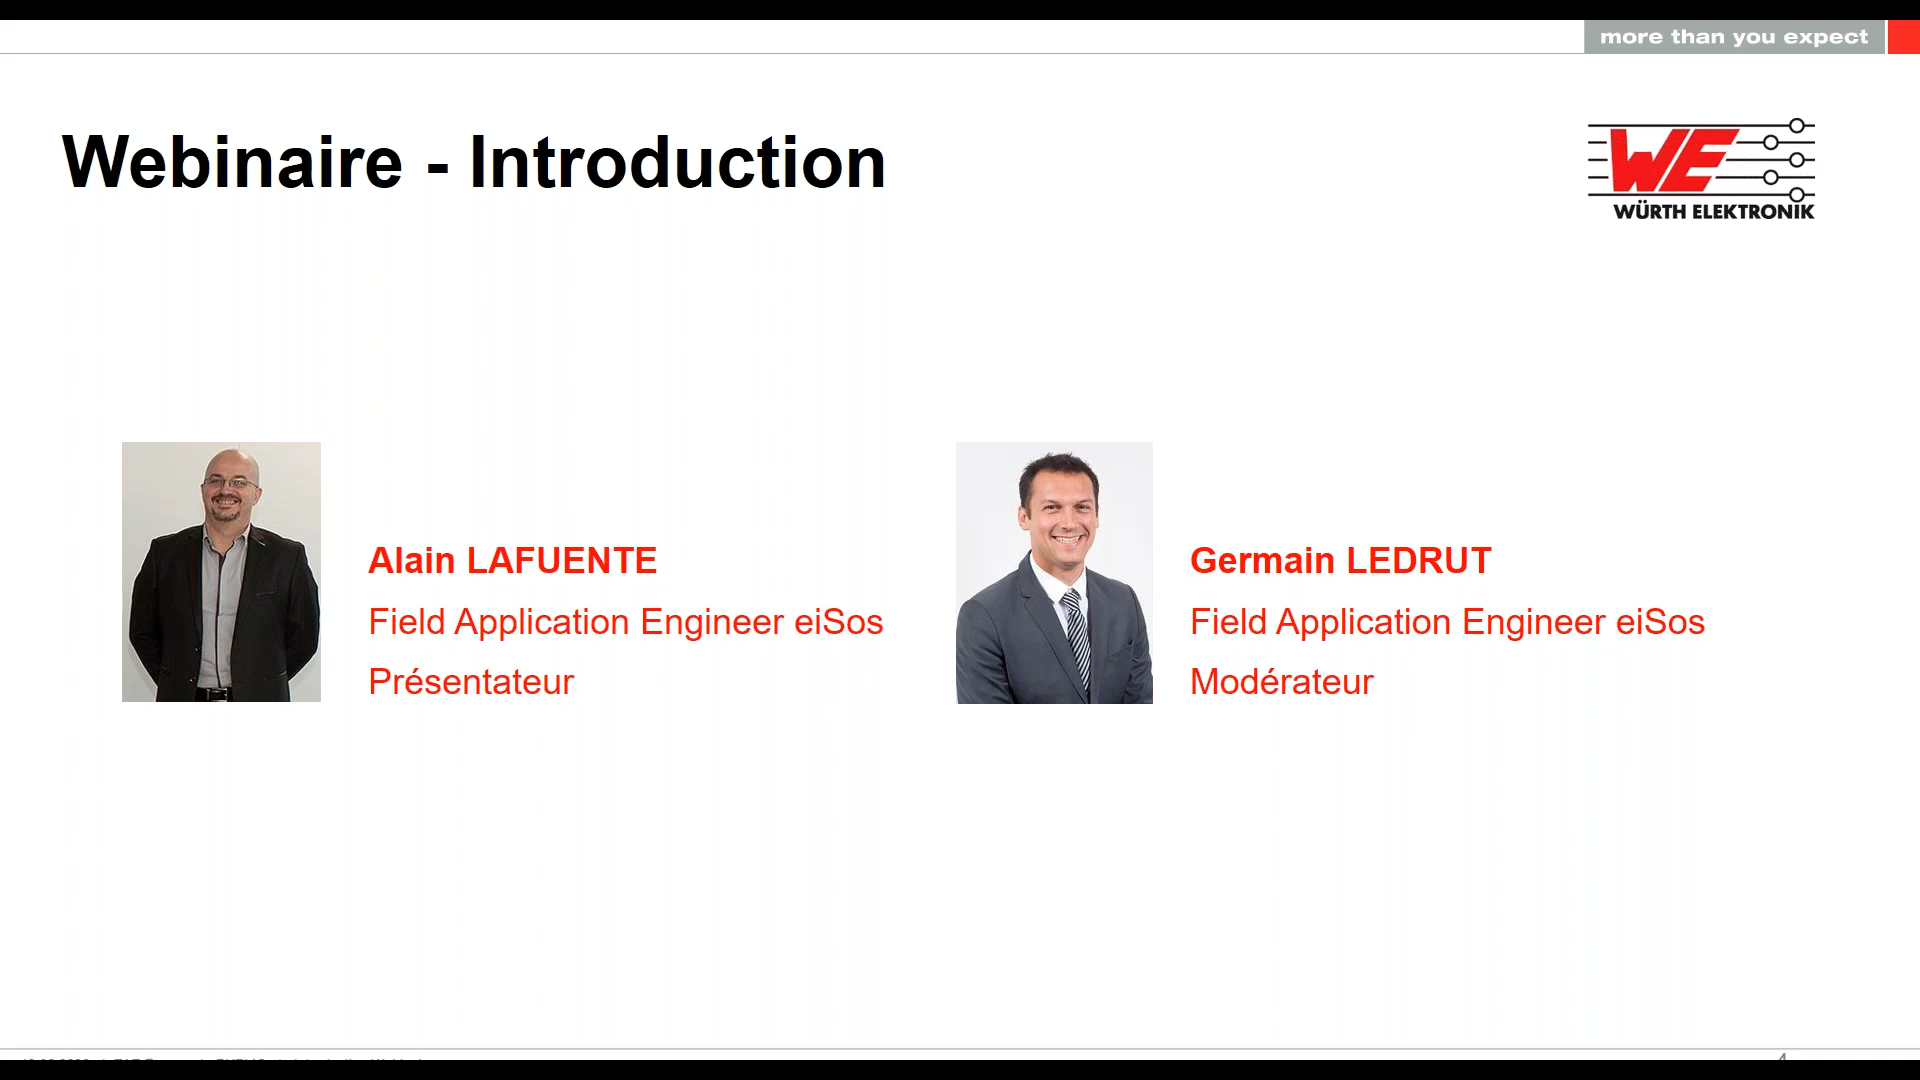 more than you expect
Webinaire - Introduction
WE
WÜRTH ELEKTRONIK
Alain LAFUENTE
Field Application Engineer eiSos
Présentateur
Germain LEDRUT
Field Application Engineer eiSos
Modérateur
4